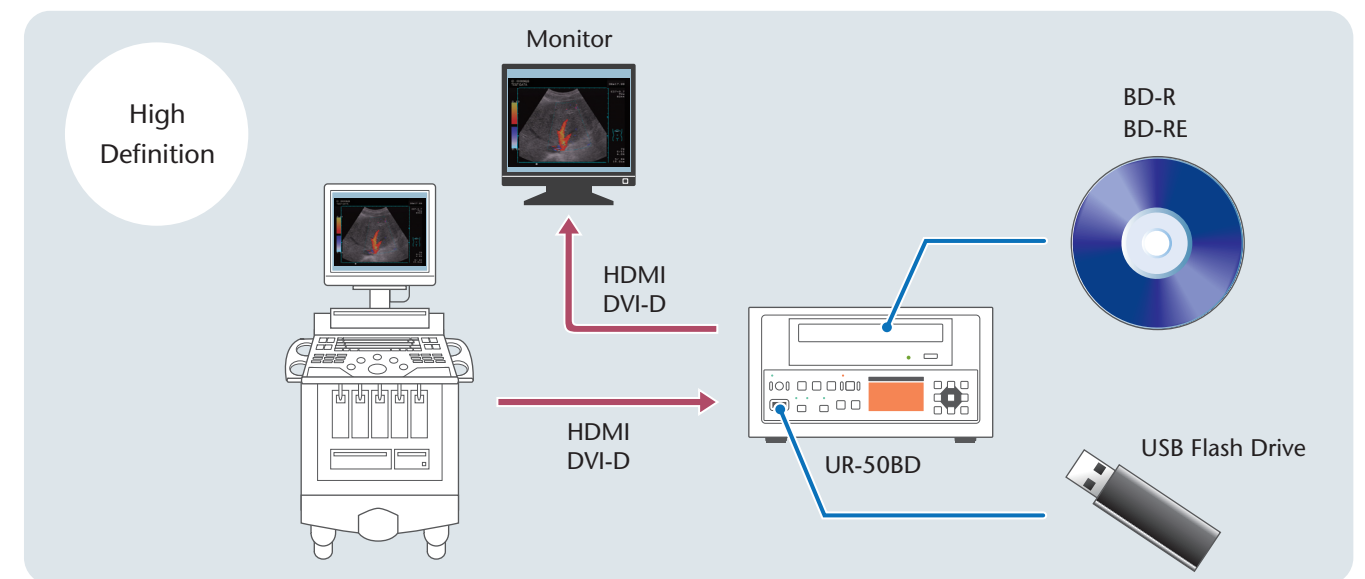 High
Definition
Monitor
BD-R
BD-RE
HDMI
DVI-D
HDMI
DVI-D
UR-50BD
USB Flash Drive